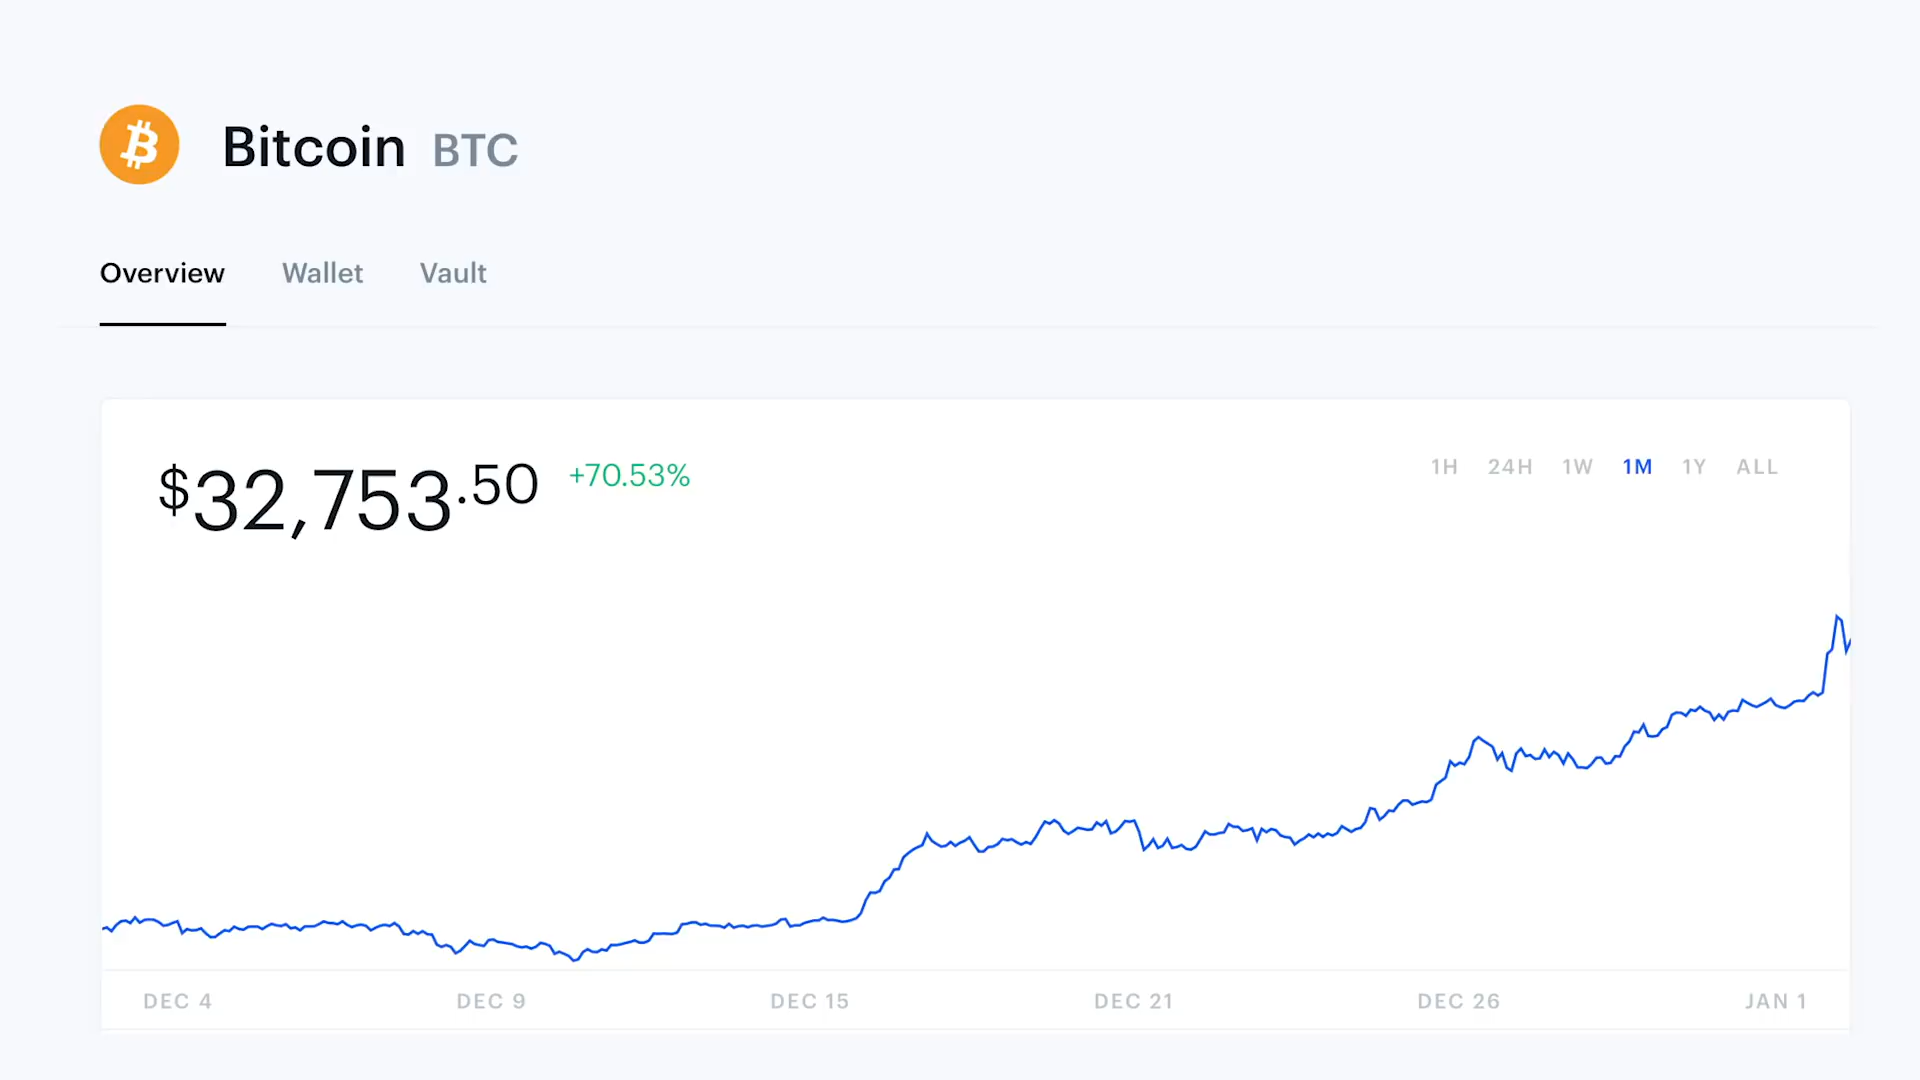 Bitcoin BTC
Overview Wallet Vault
$32,753.50 +70.53%
1H 24H 1W 1M 1Y ALL
DEC 4 DEC 9 DEC 15 DEC 21 DEC 26 JAN 1